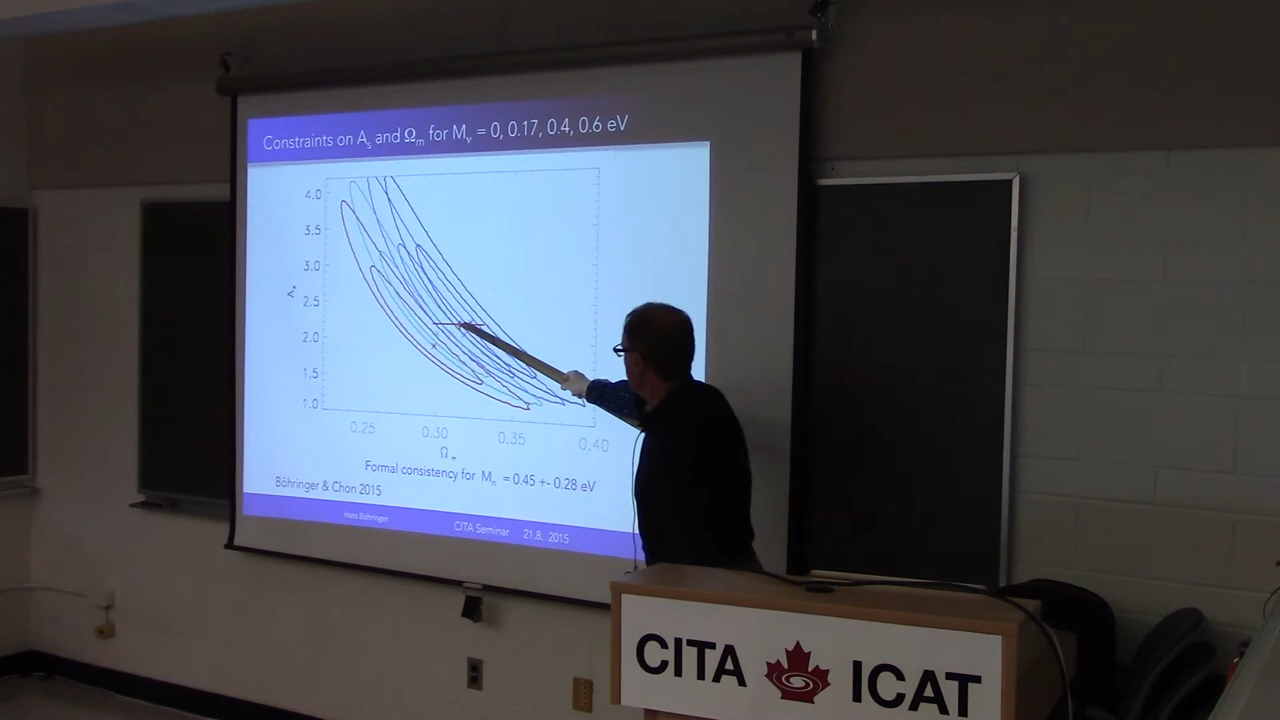 Constraints on As and Ωm for Mν = 0, 0.17, 0.4, 0.6 eV
4.0
3.5
3.0
2.5
2.0
1.5
1.0
As
0.25 0.30 0.35 0.40
Ωm
Formal consistency for Mn = 0.45 +- 0.28 eV
Böhringer & Chon 2015
Hans Böhringer CITA Seminar 21.8. 2015
CITA ICAT